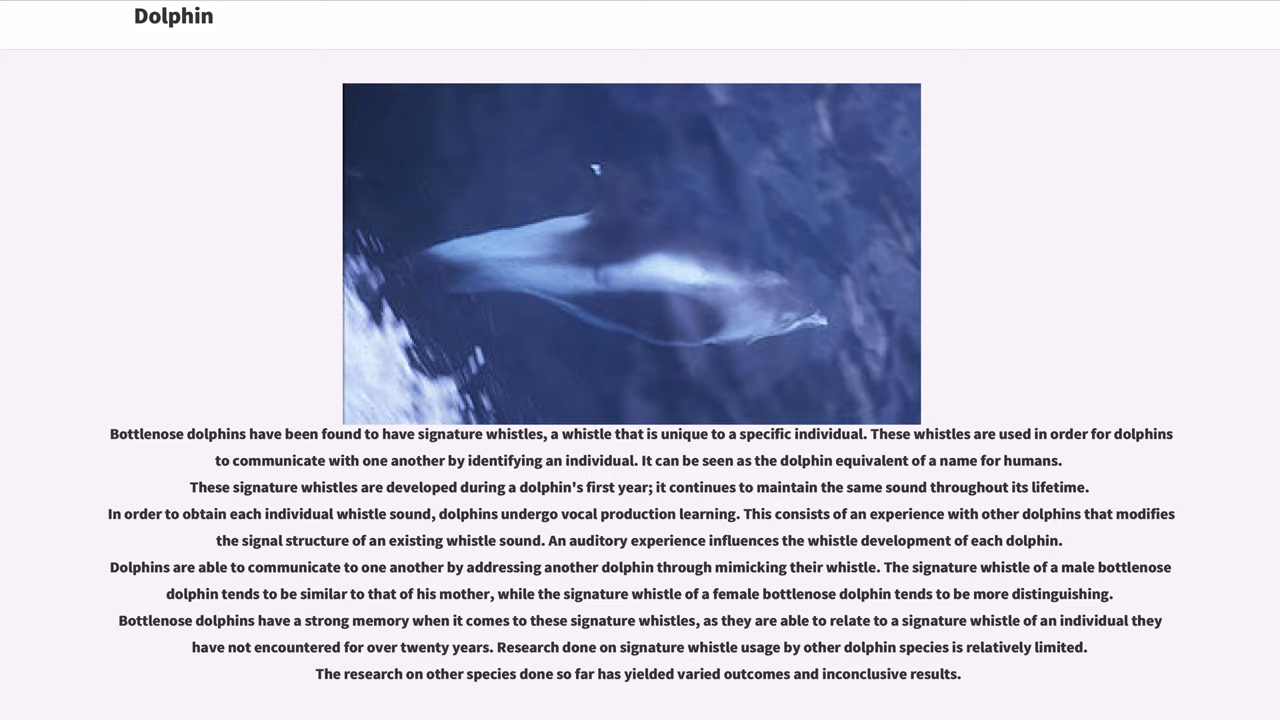 Dolphin
Bottlenose dolphins have been found to have signature whistles, a whistle that is unique to a specific individual. These whistles are used in order for dolphins
to communicate with one another by identifying an individual. It can be seen as the dolphin equivalent of a name for humans.
These signature whistles are developed during a dolphin's first year; it continues to maintain the same sound throughout its lifetime.
In order to obtain each individual whistle sound, dolphins undergo vocal production learning. This consists of an experience with other dolphins that modifies
the signal structure of an existing whistle sound. An auditory experience influences the whistle development of each dolphin.
Dolphins are able to communicate to one another by addressing another dolphin through mimicking their whistle. The signature whistle of a male bottlenose
dolphin tends to be similar to that of his mother, while the signature whistle of a female bottlenose dolphin tends to be more distinguishing.
Bottlenose dolphins have a strong memory when it comes to these signature whistles, as they are able to relate to a signature whistle of an individual they
have not encountered for over twenty years. Research done on signature whistle usage by other dolphin species is relatively limited.
The research on other species done so far has yielded varied outcomes and inconclusive results.